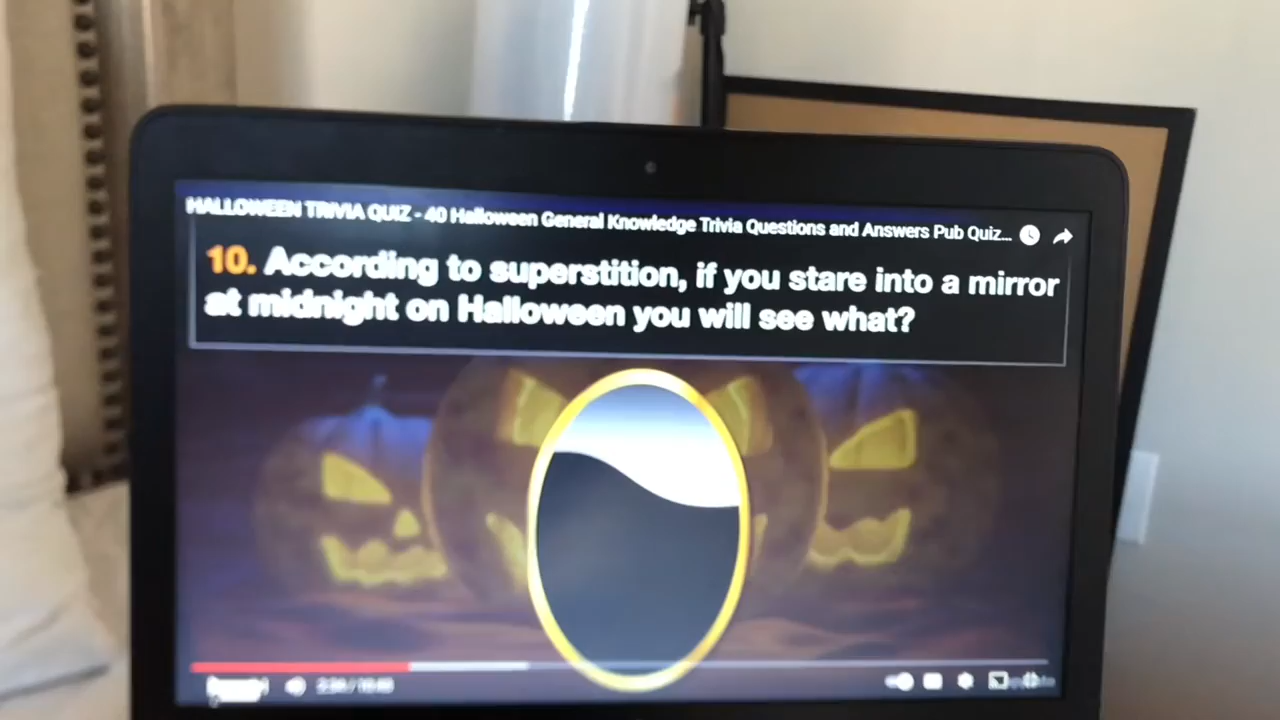 HALLOWEEN TRIVIA QUIZ - 40 Halloween General Knowledge Trivia Questions and Answers Pub Quiz...
10. According to superstition, if you stare into a mirror
at midnight on Halloween you will see what?